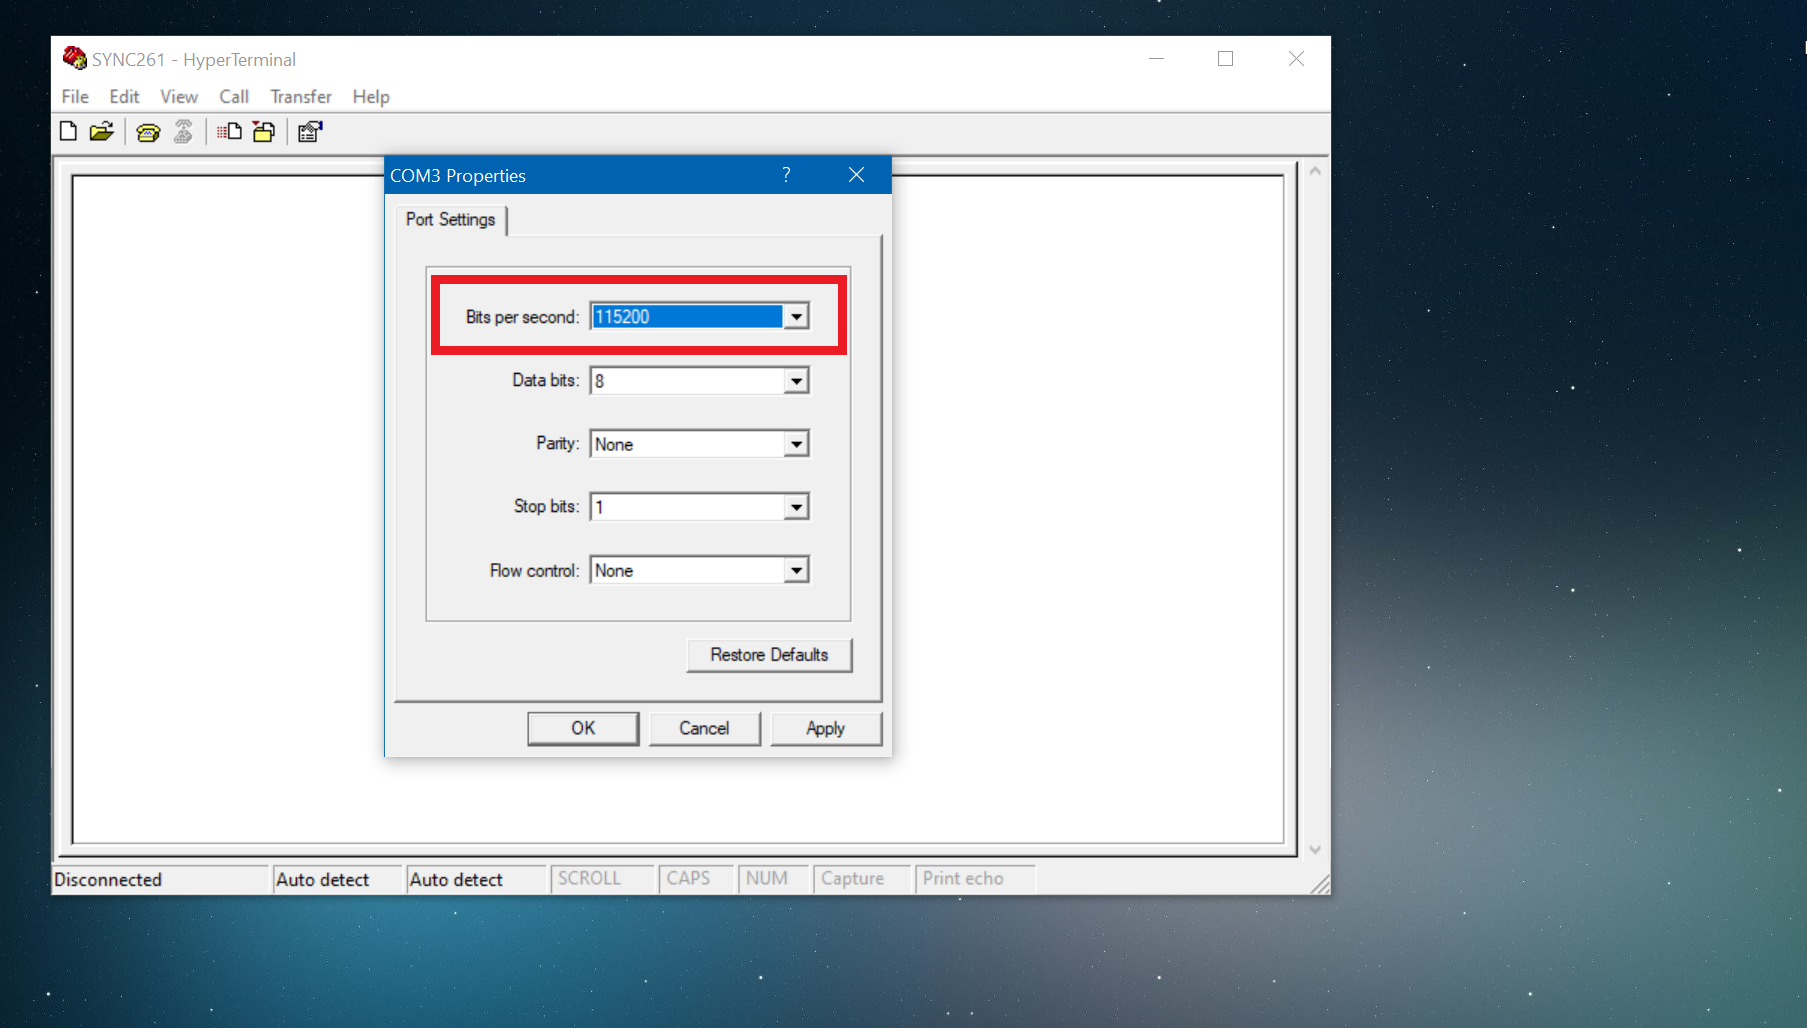 SYNC261 - HyperTerminal
File Edit View Call Transfer Help
COM3 Properties ?
Port Settings
Bits per second: 115200
Data bits: 8
Parity: None
Stop bits: 1
Flow control: None
Restore Defaults
OK Cancel Apply
Disconnected Auto detect Auto detect SCROLL CAPS NUM Capture Print echo